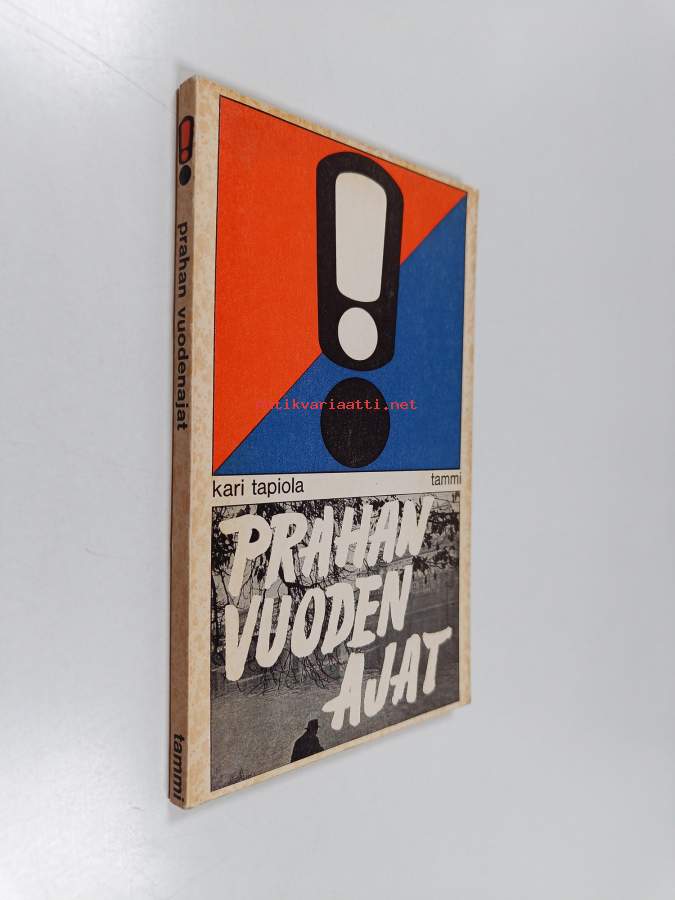 prahan vuodenajat
tammi
antikvariaatti.net
kari tapiola
tammi
PRAHAN
VUODEN
AJAT